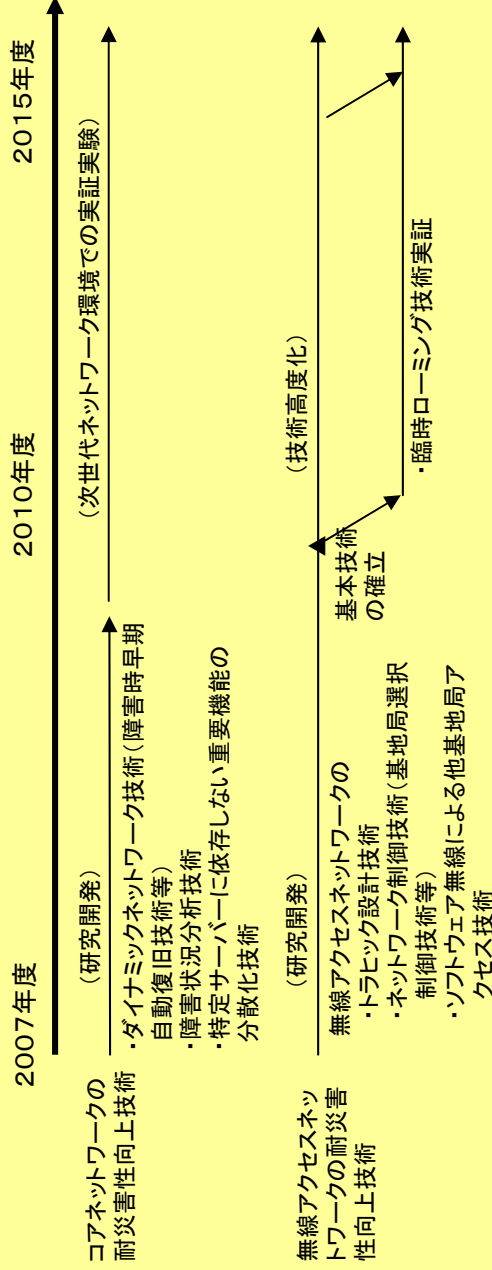 2007年度
2010年度
2015年度
コアネットワークの
耐災害性向上技術
（研究開発）
・ダイナミックネットワーク技術（障害時早期
自動復旧技術等）
・障害状況分析技術
・特定サーバーに依存しない重要機能の
分散化技術
（次世代ネットワーク環境での実証実験）
無線アクセスネッ
トワークの耐災害
性向上技術
（研究開発）
無線アクセスネットワークの
・トラヒック設計技術
・ネットワーク制御技術（基地局選択
制御技術等）
・ソフトウェア無線による他基地局ア
クセス技術
基本技術
の確立
（技術高度化）
・臨時ローミング技術実証